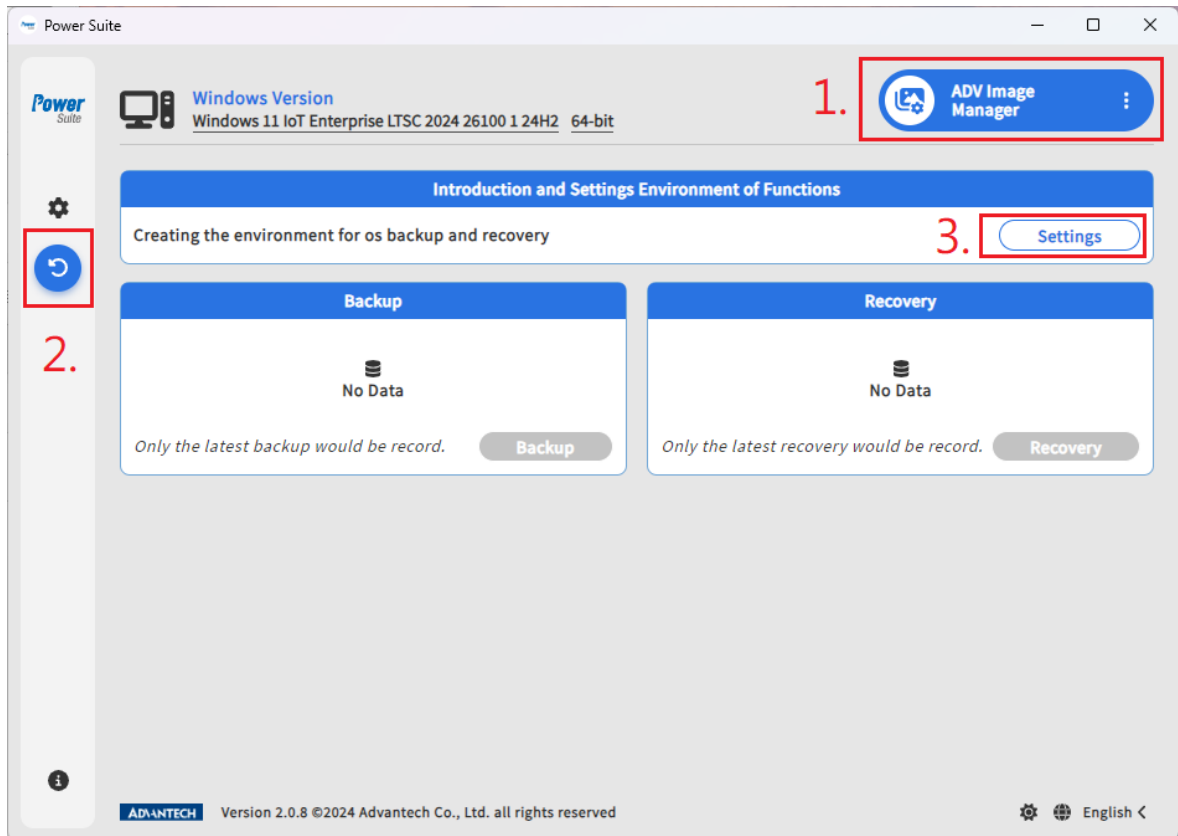 Power Suite
Power
Suite
Windows Version
Windows 11 IoT Enterprise LTSC 2024 26100 1 24H2 64-bit
1.
ADV Image
Manager
Introduction and Settings Environment of Functions
Creating the environment for os backup and recovery
3.
Settings
2.
Backup
No Data
Only the latest backup would be record.
Backup
Recovery
No Data
Only the latest recovery would be record.
Recovery
ADVANTECH
Version 2.0.8 ©2024 Advantech Co., Ltd. all rights reserved
English